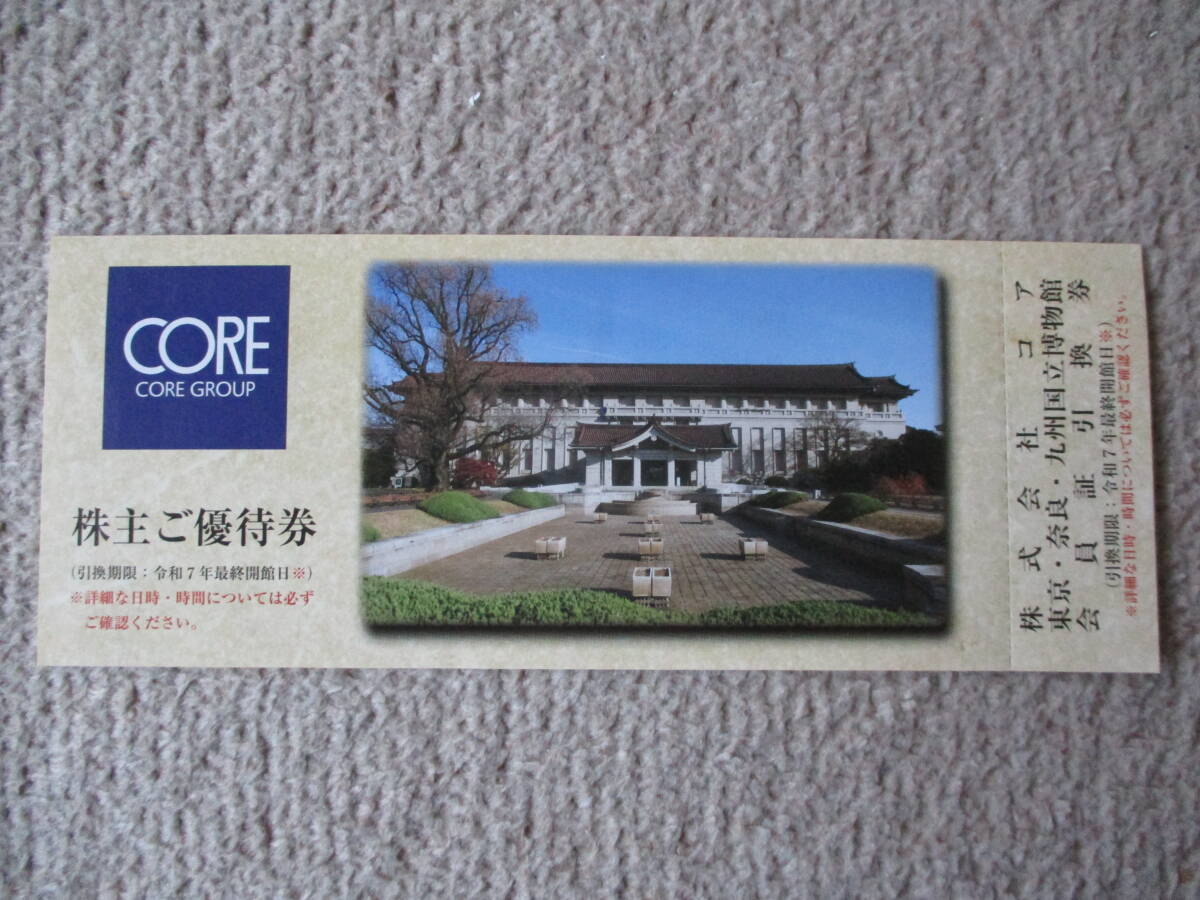 CORE
CORE GROUP
株主ご優待券
(引換期限：令和7年最終開館日※)
※詳細な日時・時間については必ず
ご確認ください。
株式会社コア
東京・奈良・九州国立博物館
会員証引換券
(引換期限：令和7年最終開館日※)
※詳細な日時・時間については必ずご確認ください。